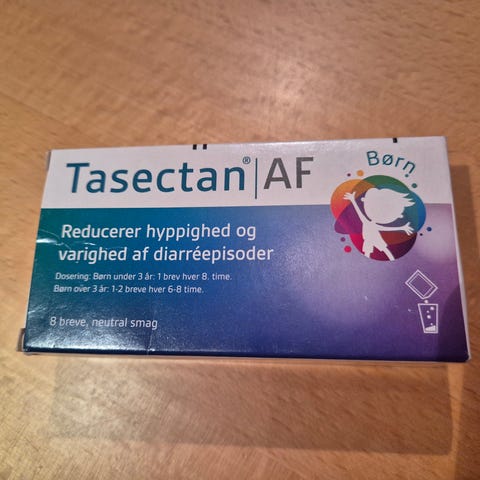 Tasectan® AF
Børn
Reducerer hyppighed og
varighed af diarréepisoder
Dosering: Børn under 3 år: 1 brev hver 8. time.
Børn over 3 år: 1-2 breve hver 6-8 time.
8 breve, neutral smag